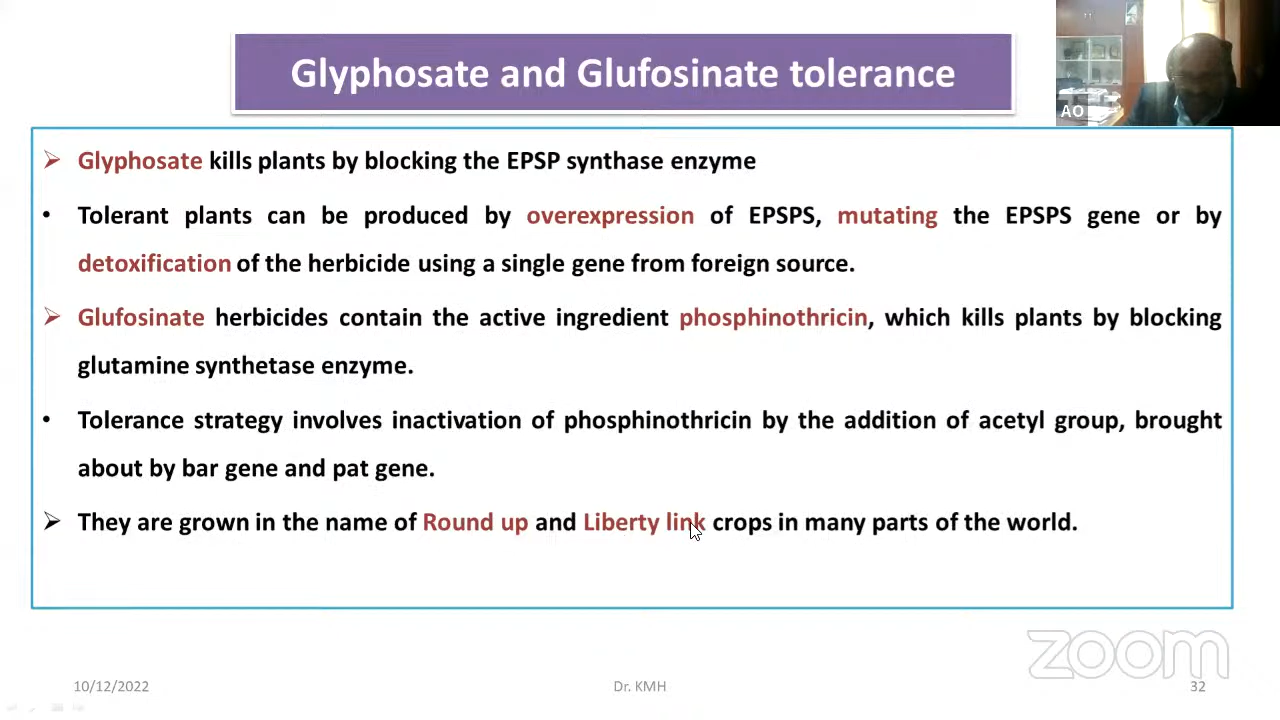 Glyphosate and Glufosinate tolerance
AO
➢ Glyphosate kills plants by blocking the EPSP synthase enzyme
• Tolerant plants can be produced by overexpression of EPSPS, mutating the EPSPS gene or by
detoxification of the herbicide using a single gene from foreign source.
➢ Glufosinate herbicides contain the active ingredient phosphinothricin, which kills plants by blocking
glutamine synthetase enzyme.
• Tolerance strategy involves inactivation of phosphinothricin by the addition of acetyl group, brought
about by bar gene and pat gene.
➢ They are grown in the name of Round up and Liberty link crops in many parts of the world.
zoom
10/12/2022
Dr. KMH
32